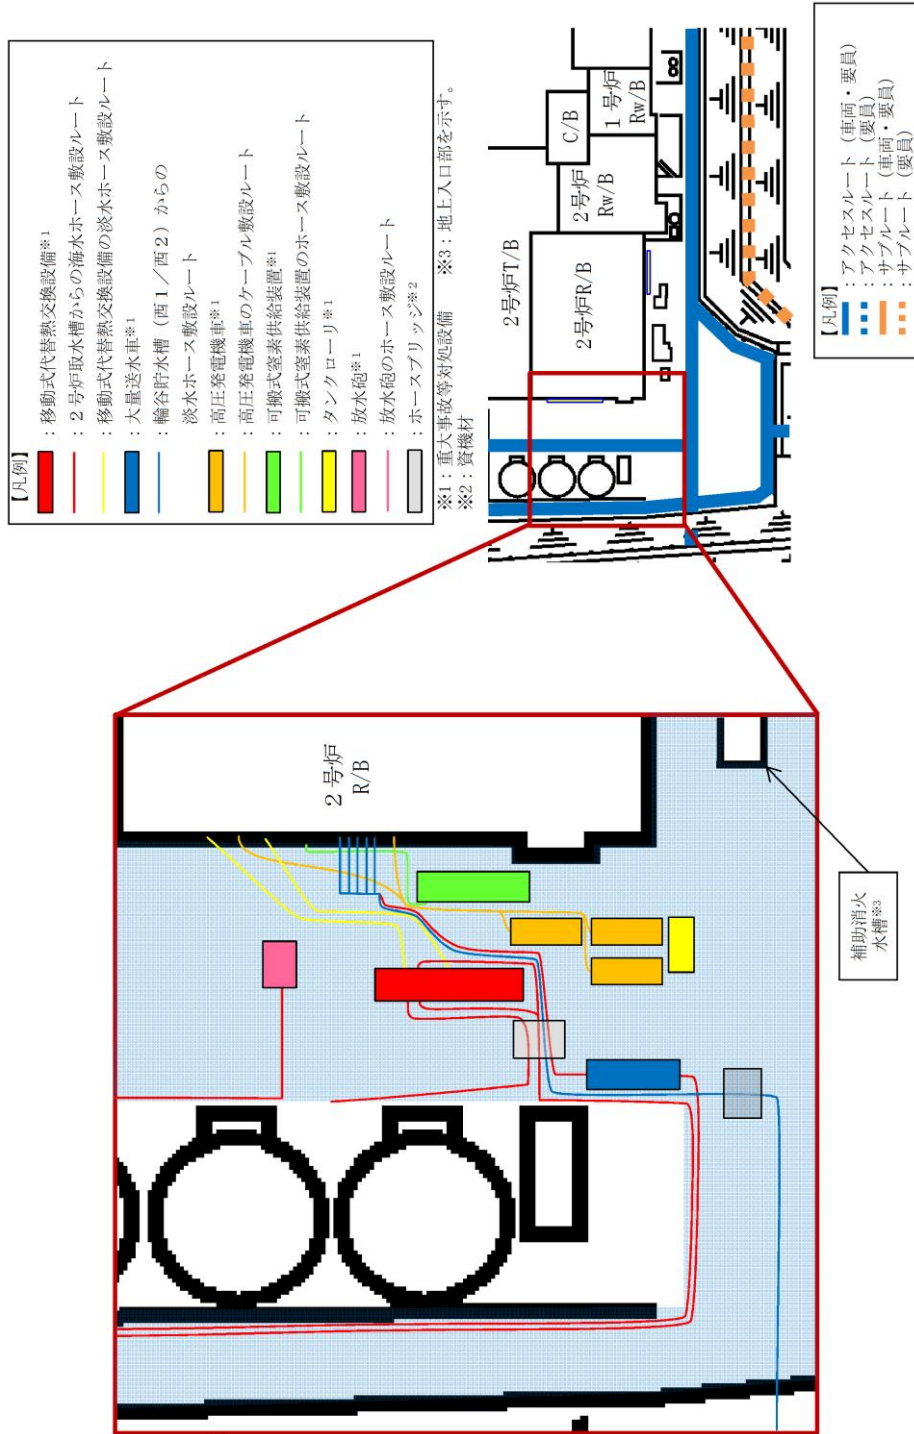 【凡例】
：移動式代替熱交換設備※1
：２号炉取水槽からの海水ホース敷設ルート
：移動式代替熱交換設備の淡水ホース敷設ルート
：大量送水車※1
：輪谷貯水槽（西１／西２）からの
淡水ホース敷設ルート
：高圧発電機車※1
：高圧発電機車のケーブル敷設ルート
：可搬式窒素供給装置※1
：可搬式窒素供給装置のホース敷設ルート
：タンクローリ※1
：放水砲※1
：放水砲のホース敷設ルート
：ホースブリッジ※2
※1：重大事故等対処設備
※3：地上入口部を示す。
※2：資機材
2号炉T/B
2号炉R/B
2号炉
Rw/B
C/B
1号炉
Rw/B
２号炉
R/B
補助消火
水槽※3
【凡例】
：アクセスルート（車両・要員）
：アクセスルート（要員）
：サブルート（車両・要員）
：サブルート（要員）